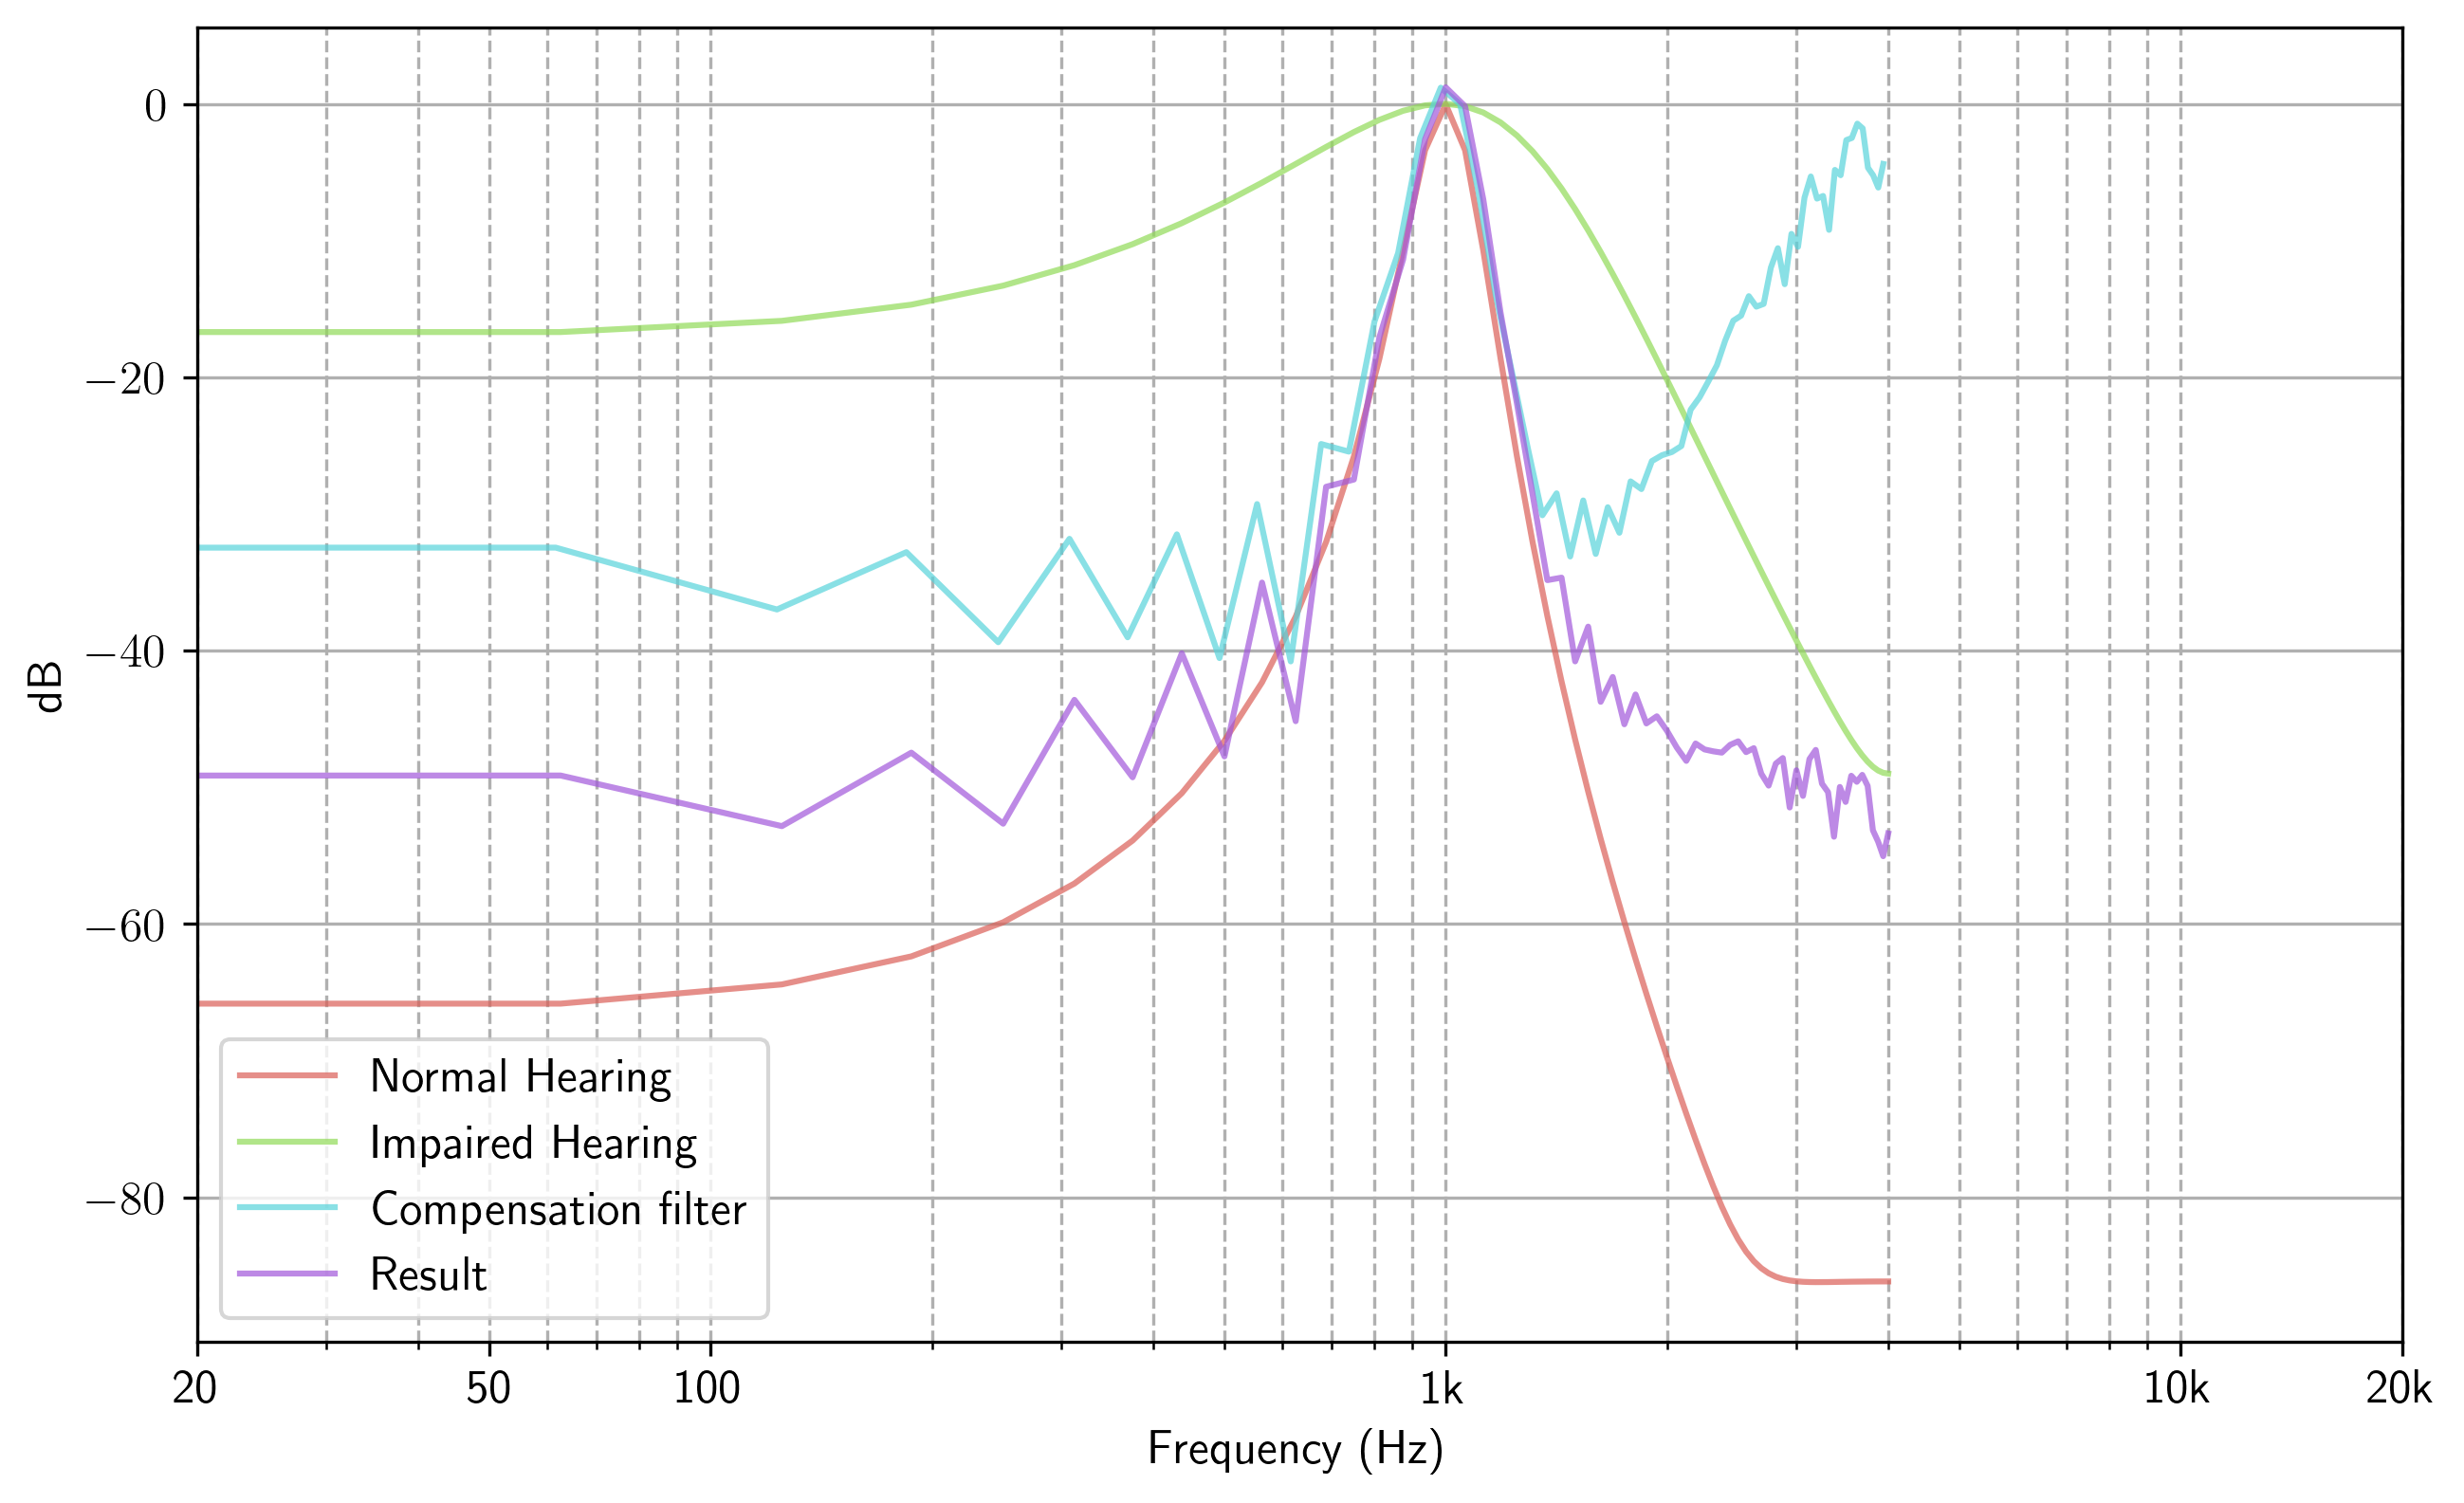 0
−20
−40
−60
−80
dB
Normal Hearing
Impaired Hearing
Compensation filter
Result
20 50 100 1k 10k 20k
Frequency (Hz)